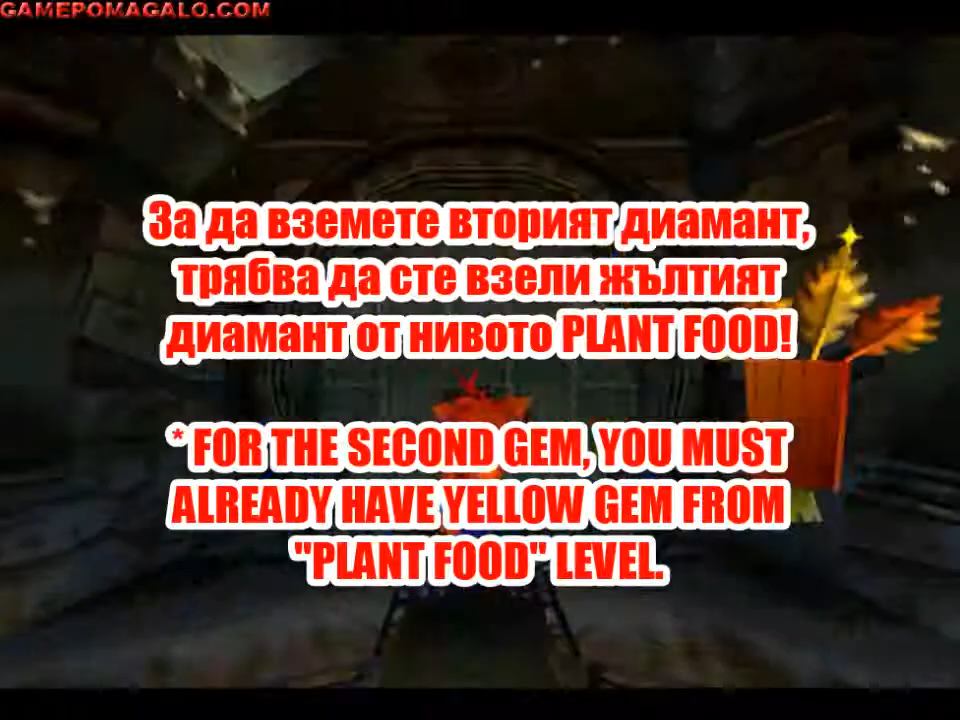 GAMEPOMAGALO.COM
За да вземете вторият диамант,
трябва да сте взели жълтият
диамант от нивото PLANT FOOD!
* FOR THE SECOND GEM, YOU MUST
ALREADY HAVE YELLOW GEM FROM
"PLANT FOOD" LEVEL.